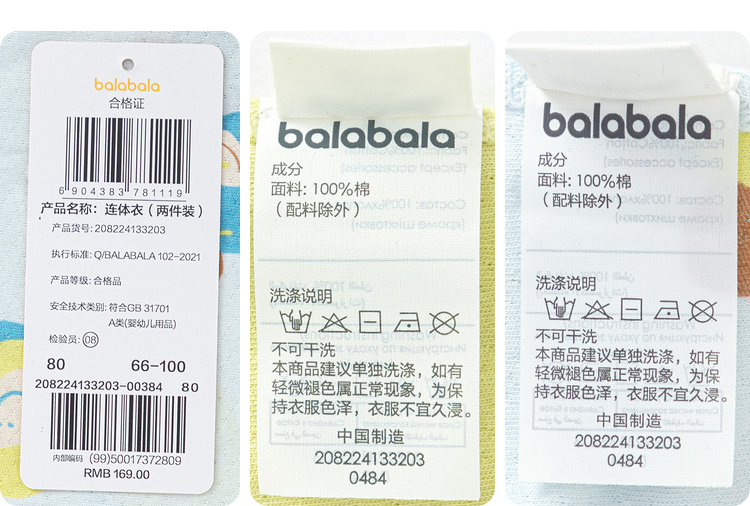 balabala
合格证
6 904383 781119
产品名称: 连体衣（两件装）
产品货号: 208224133203
执行标准: Q/BALABALA 102-2021
产品等级: 合格品
安全技术类别: 符合GB 31701
A类(婴幼儿用品)
检验员: 08
80 66-100
208224133203-00384 80
内部编码 (99)50017372809
RMB 169.00
balabala
成分
面料: 100%棉
（配料除外）
洗涤说明
不可干洗
本商品建议单独洗涤，如有
轻微褪色属正常现象，为保
持衣服色泽，衣服不宜久浸。
中国制造
208224133203
0484
balabala
成分
面料: 100%棉
（配料除外）
洗涤说明
不可干洗
本商品建议单独洗涤，如有
轻微褪色属正常现象，为保
持衣服色泽，衣服不宜久浸。
中国制造
208224133203
0484